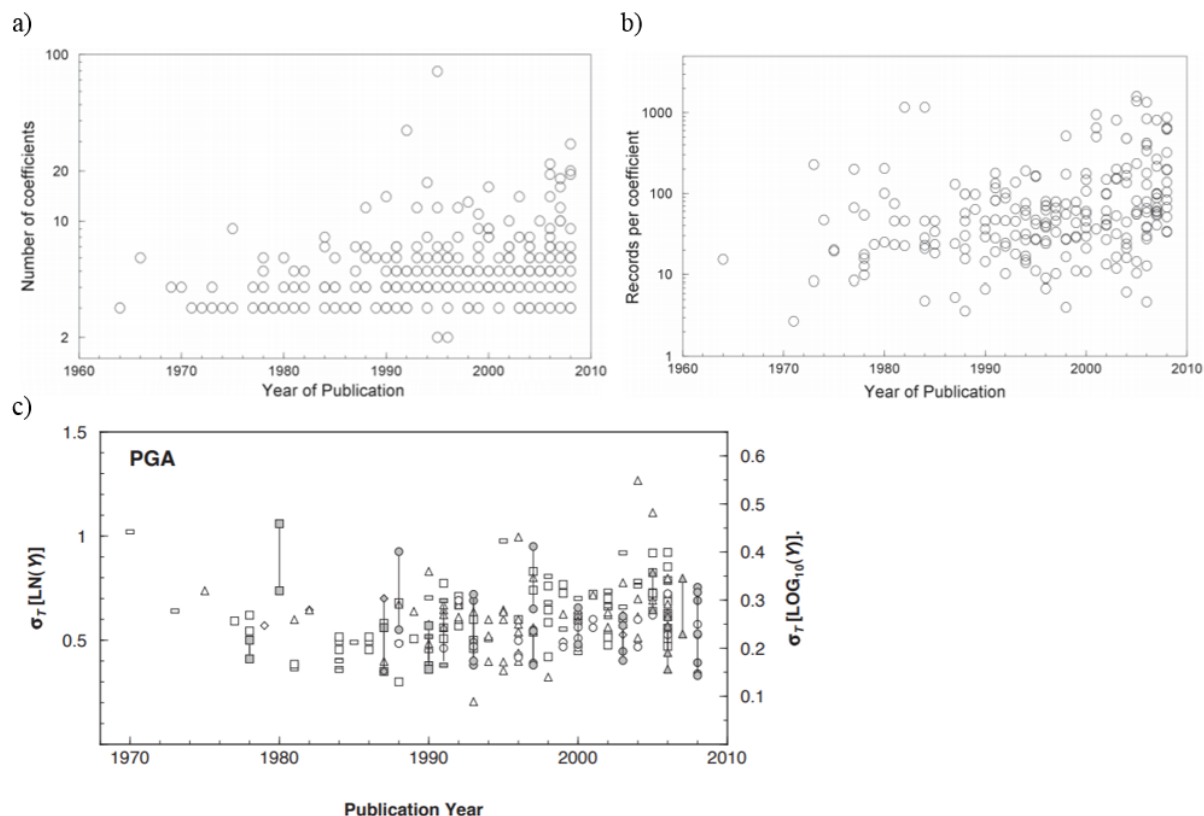 a)
b)
100
20
10
2
Number of coefficients
1960 1970 1980 1990 2000 2010
Year of Publication
1000
100
10
1
Records per coefficient
1960 1970 1980 1990 2000 2010
Year of Publication
c)
PGA
1.5
1
0.5
σT [LN(Y)]
0.6
0.5
0.4
0.3
0.2
0.1
σT [LOG10(Y)].
1970 1980 1990 2000 2010
Publication Year